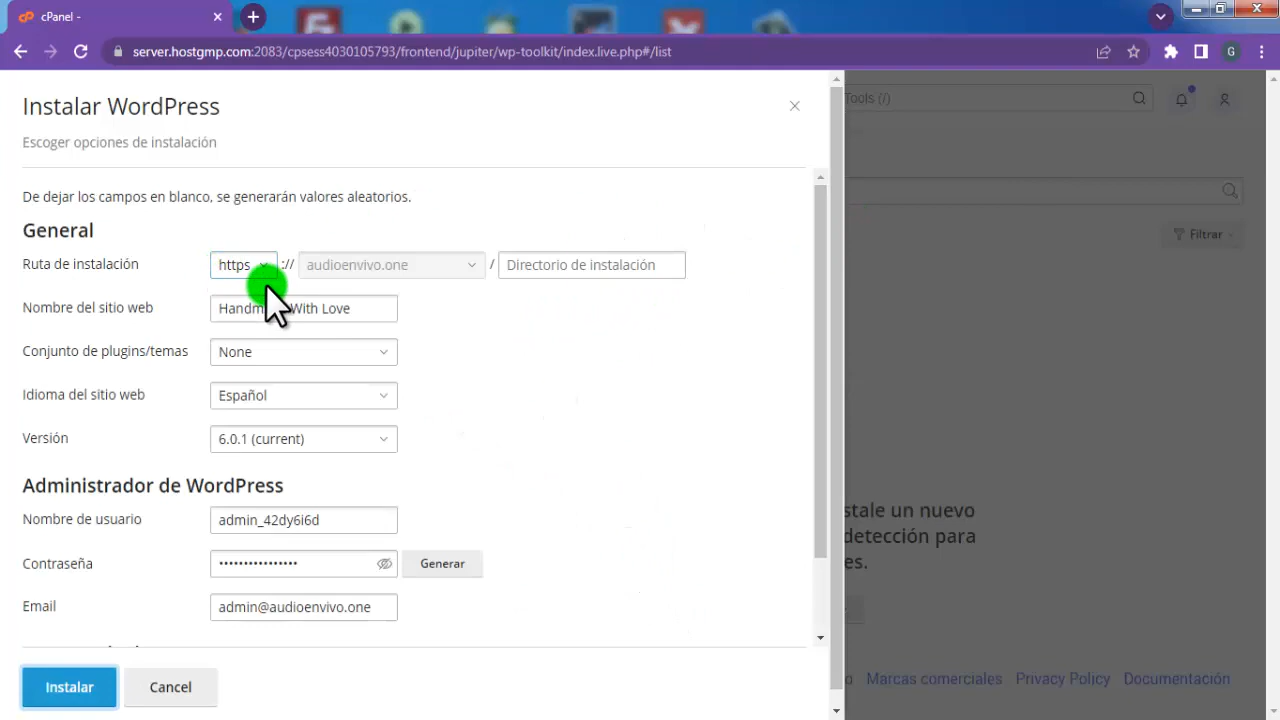 cPanel -
server.hostgmp.com:2083/cpsess4030105793/frontend/jupiter/wp-toolkit/index.live.php#/list
G
Instalar WordPress
Tools (/)
Escoger opciones de instalación
De dejar los campos en blanco, se generarán valores aleatorios.
General
Filtrar
Ruta de instalación https :// audioenvivo.one / Directorio de instalación
Nombre del sitio web With Love
Conjunto de plugins/temas None
Idioma del sitio web Español
Versión 6.0.1 (current)
Administrador de WordPress
Nombre de usuario admin_42dy6i6d
stale un nuevo
detección para
es.
Contraseña •••••••••••••••• Generar
Email admin@audioenvivo.one
Instalar Cancel
o Marcas comerciales Privacy Policy Documentación